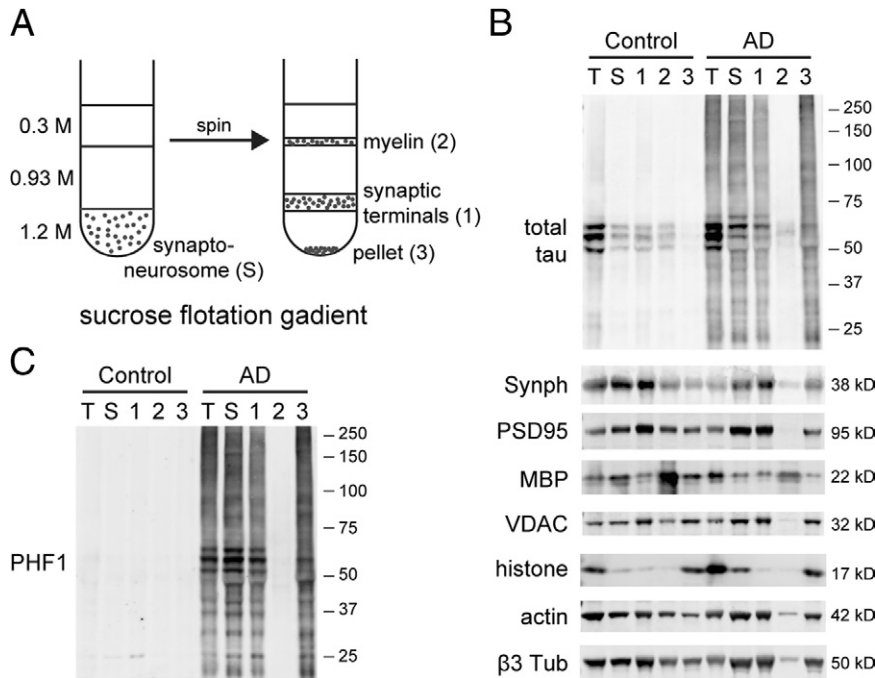 A
0.3 M
0.93 M
1.2 M
synapto-
neurosome (S)
spin
myelin (2)
synaptic
terminals (1)
pellet (3)
sucrose flotation gadient
B
Control AD
T S 1 2 3 T S 1 2 3
total
tau
– 250
– 150
– 100
– 75
– 50
– 37
– 25
Synph 38 kD
PSD95 95 kD
MBP 22 kD
VDAC 32 kD
histone 17 kD
actin 42 kD
β3 Tub 50 kD
C
Control AD
T S 1 2 3 T S 1 2 3
PHF1
– 250
– 150
– 100
– 75
– 50
– 37
– 25